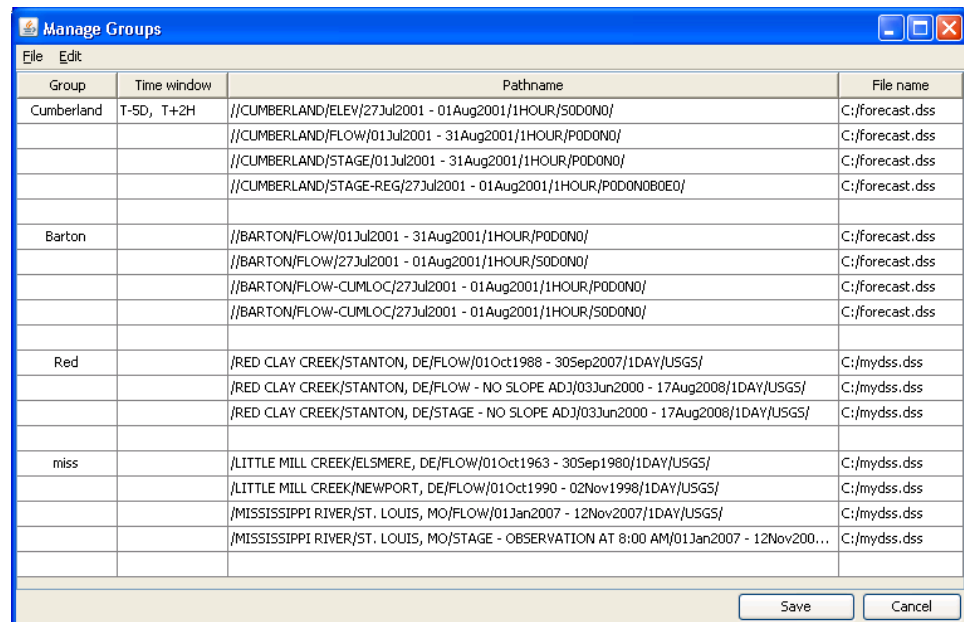 Manage Groups
File Edit
Group Time window Pathname File name
Cumberland T-5D, T+2H //CUMBERLAND/ELEV/27Jul2001 - 01Aug2001/1HOUR/S0D0N0/ C:/forecast.dss
//CUMBERLAND/FLOW/01Jul2001 - 31Aug2001/1HOUR/P0D0N0/ C:/forecast.dss
//CUMBERLAND/STAGE/01Jul2001 - 31Aug2001/1HOUR/P0D0N0/ C:/forecast.dss
//CUMBERLAND/STAGE-REG/27Jul2001 - 01Aug2001/1HOUR/P0D0N0B0E0/ C:/forecast.dss
Barton //BARTON/FLOW/01Jul2001 - 31Aug2001/1HOUR/P0D0N0/ C:/forecast.dss
//BARTON/FLOW/27Jul2001 - 01Aug2001/1HOUR/S0D0N0/ C:/forecast.dss
//BARTON/FLOW-CUMLOC/27Jul2001 - 01Aug2001/1HOUR/P0D0N0/ C:/forecast.dss
//BARTON/FLOW-CUMLOC/27Jul2001 - 01Aug2001/1HOUR/S0D0N0/ C:/forecast.dss
Red /RED CLAY CREEK/STANTON, DE/FLOW/01Oct1988 - 30Sep2007/1DAY/USGS/ C:/mydss.dss
/RED CLAY CREEK/STANTON, DE/FLOW - NO SLOPE ADJ/03Jun2000 - 17Aug2008/1DAY/USGS/ C:/mydss.dss
/RED CLAY CREEK/STANTON, DE/STAGE - NO SLOPE ADJ/03Jun2000 - 17Aug2008/1DAY/USGS/ C:/mydss.dss
miss /LITTLE MILL CREEK/ELSMERE, DE/FLOW/01Oct1963 - 30Sep1980/1DAY/USGS/ C:/mydss.dss
/LITTLE MILL CREEK/NEWPORT, DE/FLOW/01Oct1990 - 02Nov1998/1DAY/USGS/ C:/mydss.dss
/MISSISSIPPI RIVER/ST. LOUIS, MO/FLOW/01Jan2007 - 12Nov2007/1DAY/USGS/ C:/mydss.dss
/MISSISSIPPI RIVER/ST. LOUIS, MO/STAGE - OBSERVATION AT 8:00 AM/01Jan2007 - 12Nov200... C:/mydss.dss
Save Cancel